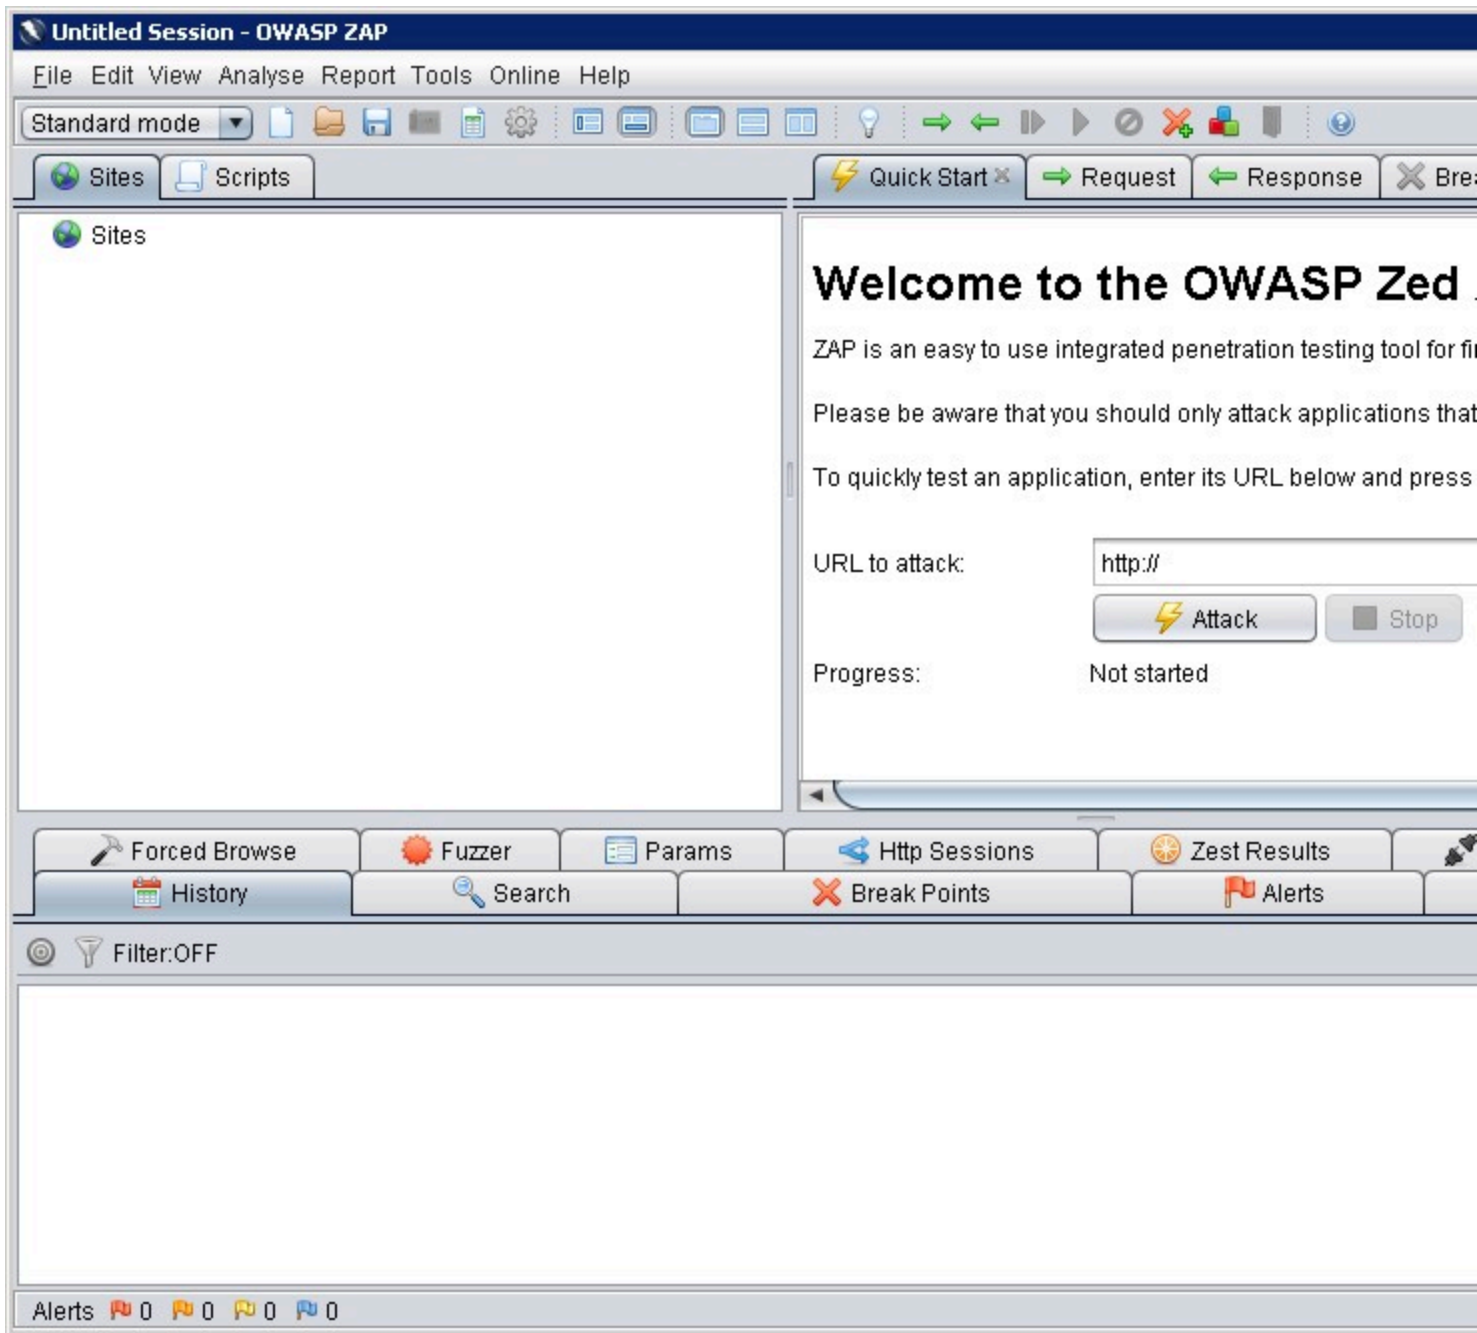 Untitled Session - OWASP ZAP
File Edit View Analyse Report Tools Online Help
Standard mode
Sites Scripts
Quick Start Request Response
Sites
Welcome to the OWASP Zed
ZAP is an easy to use integrated penetration testing tool for
Please be aware that you should only attack applications that
To quickly test an application, enter its URL below and press
URL to attack: http://
Attack Stop
Progress: Not started
Forced Browse Fuzzer Params Http Sessions Zest Results
History Search Break Points Alerts
Filter:OFF
Alerts 0 0 0 0